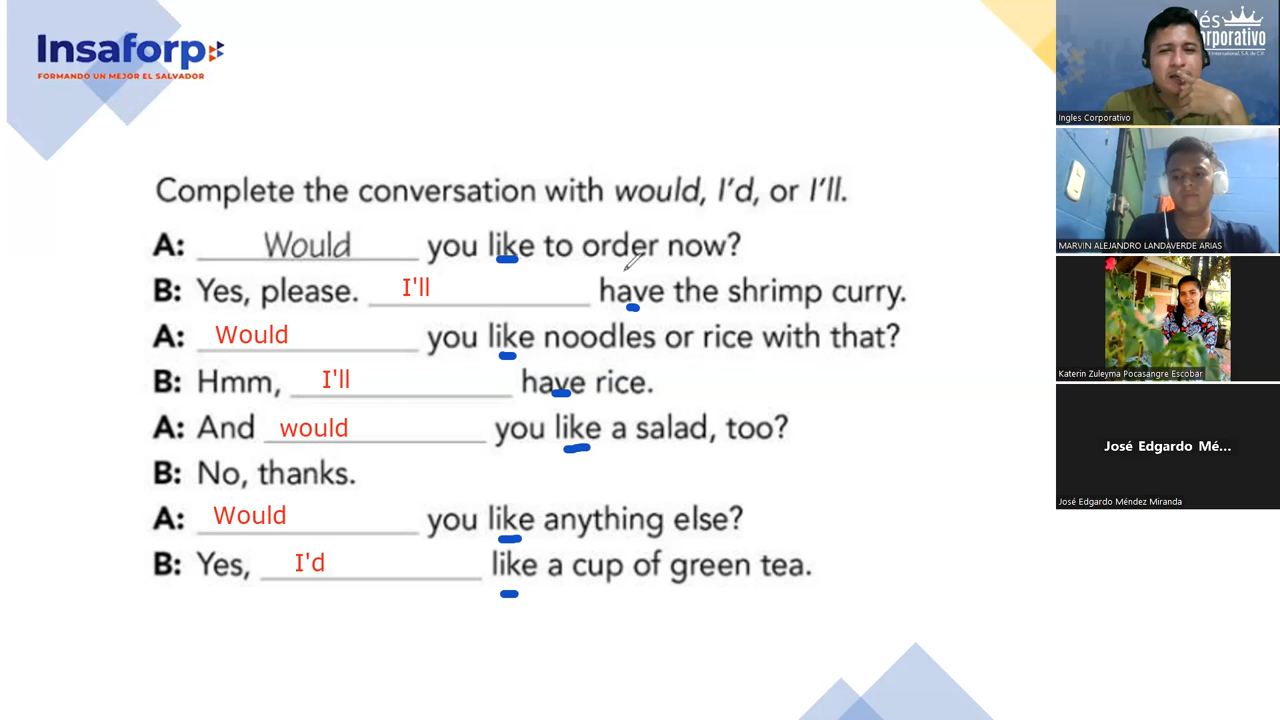 Insaforp
FORMANDO UN MEJOR EL SALVADOR
Complete the conversation with would, I'd, or I'll.
A: Would you like to order now?
B: Yes, please. I'll have the shrimp curry.
A: Would you like noodles or rice with that?
B: Hmm, I'll have rice.
A: And would you like a salad, too?
B: No, thanks.
A: Would you like anything else?
B: Yes, I'd like a cup of green tea.
Ingles Corporativo
MARVIN ALEJANDRO LANDAVERDE ARIAS
Katerin Zuleyma Pocasangre Escobar
José Edgardo Mé...
José Edgardo Méndez Miranda